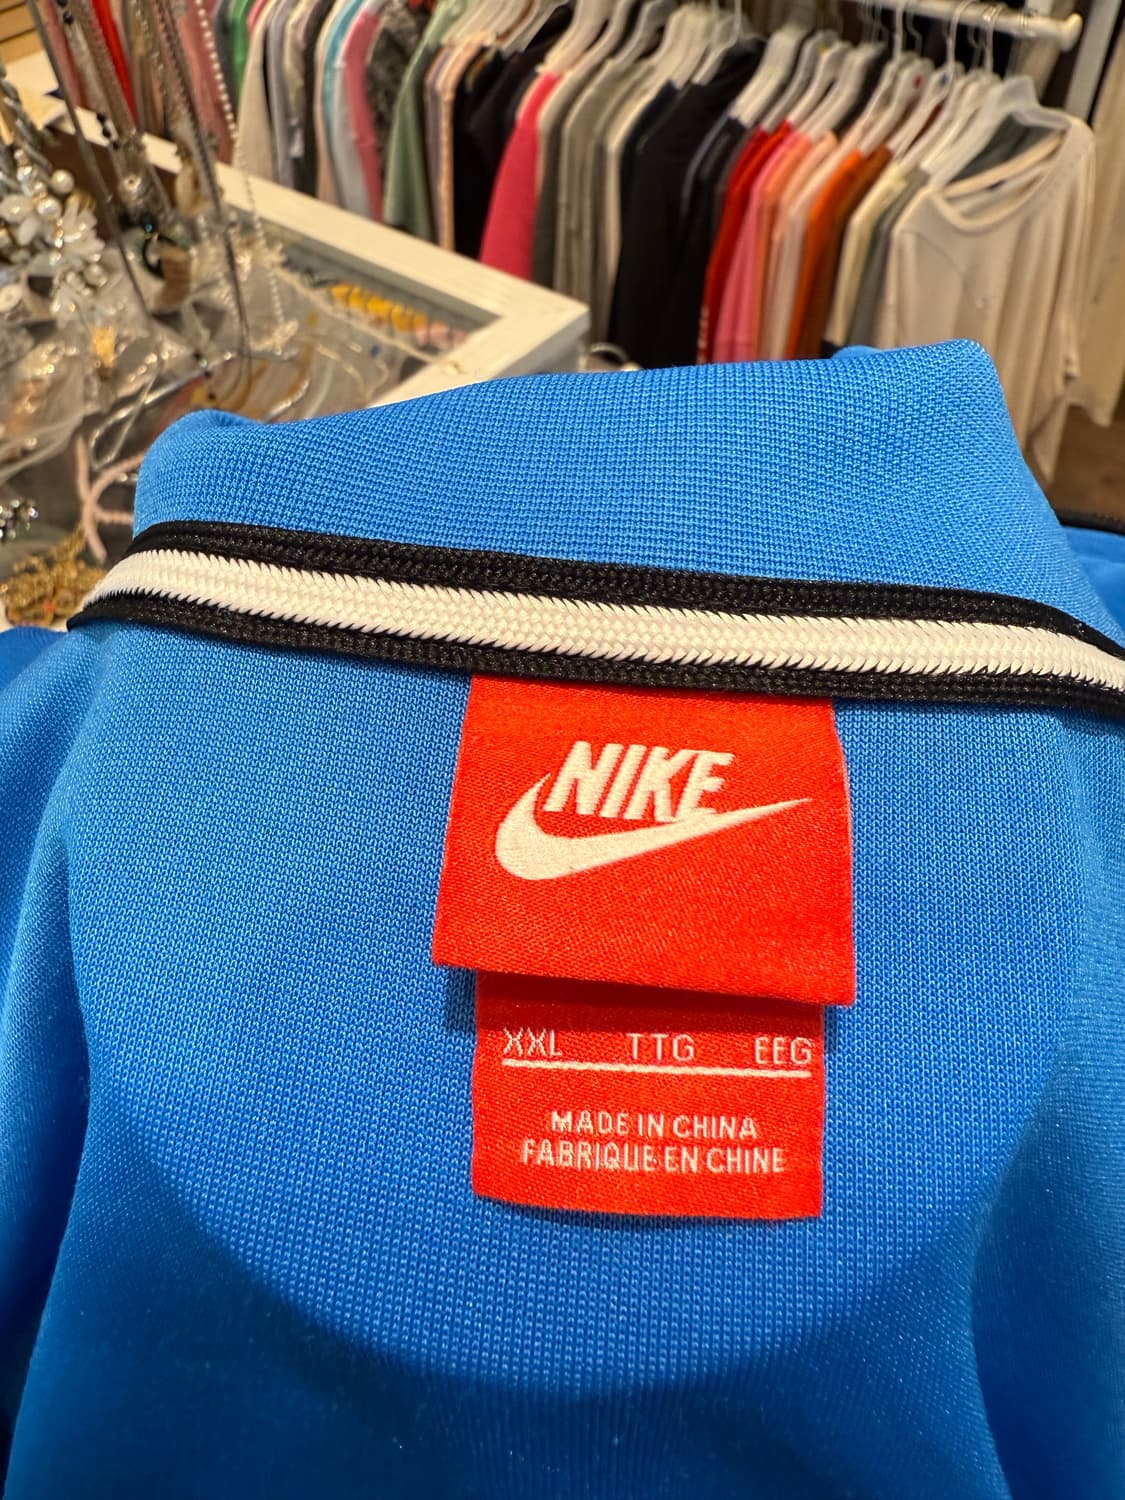 NIKE
XXL TTG EEG
MADE IN CHINA
FABRIQUE EN CHINE